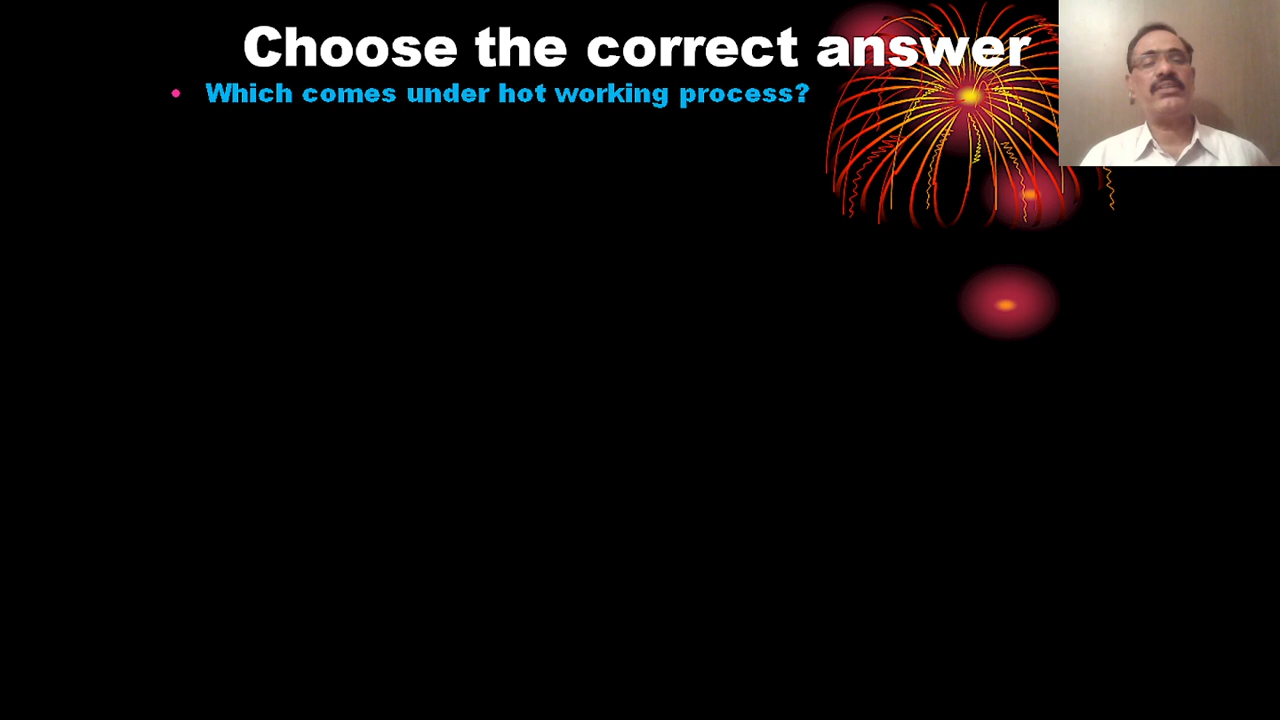 Choose the correct answer
• Which comes under hot working process?